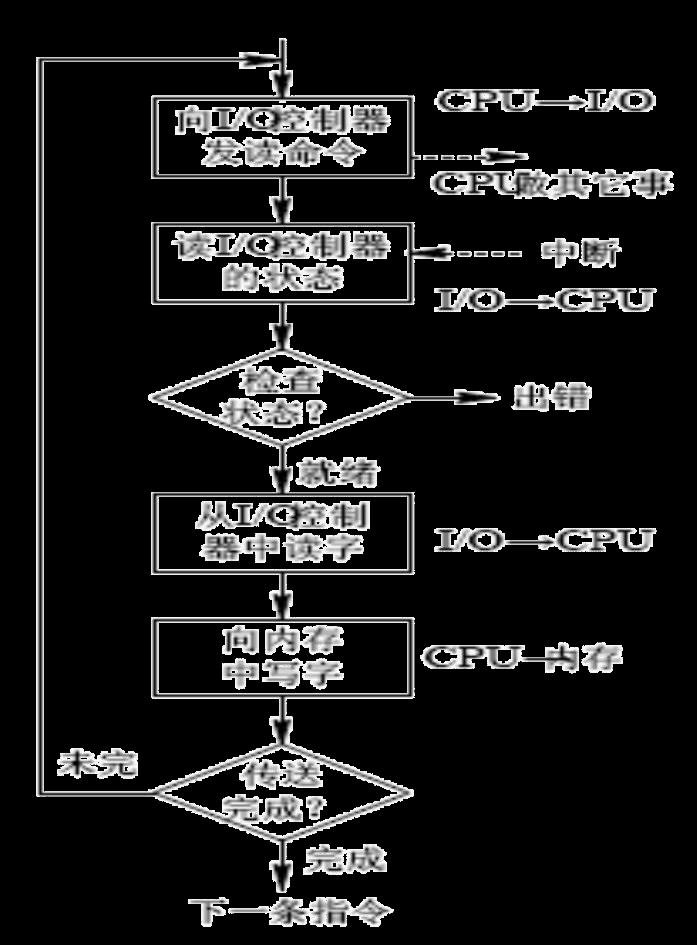 CPU→I/O
向I/O控制器
发读命令
CPU做其它事
读I/O控制器
的状态
中断
I/O→CPU
检查
状态?
出错
就绪
从I/O控制
器中读字
I/O→CPU
向内存
中写字
CPU→内存
未完
传送
完成?
完成
下一条指令